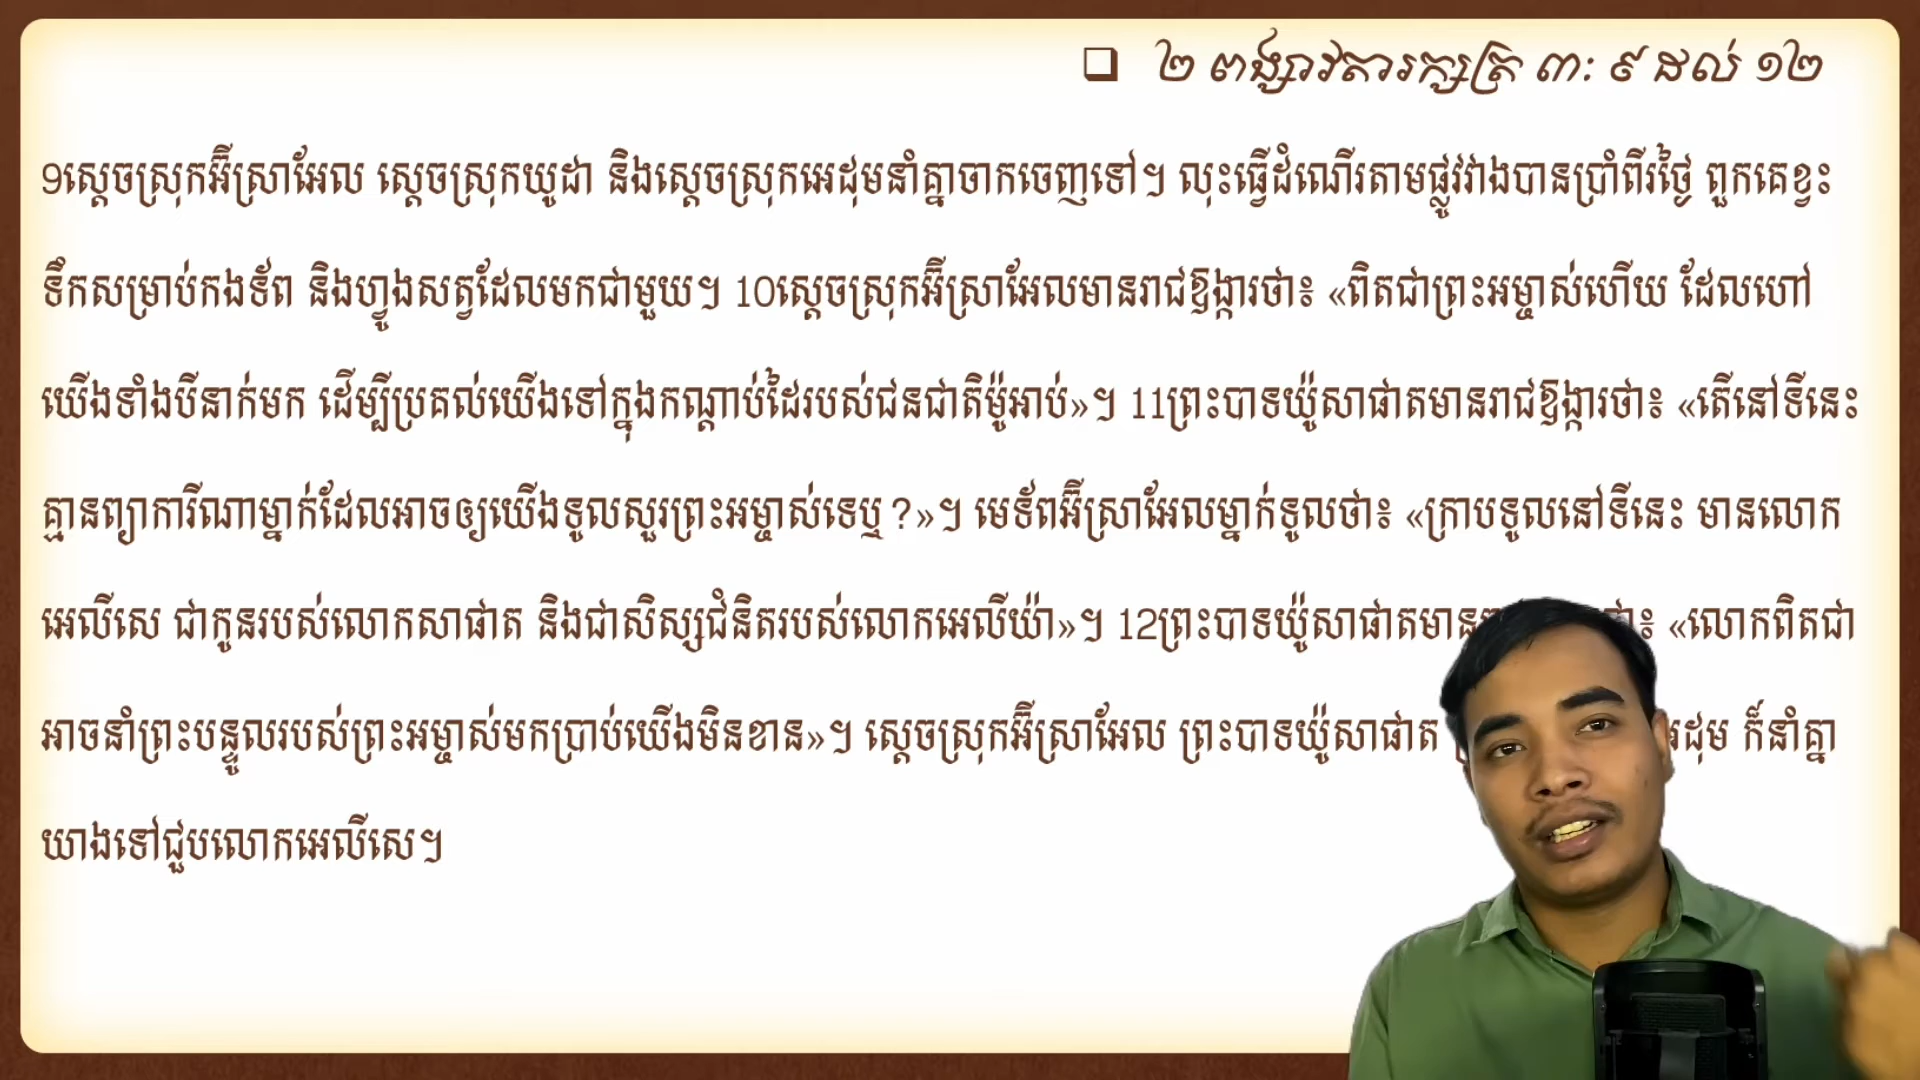 ២ ពង្សាវតារក្សត្រ ៣: ៩ ដល់ ១២
9ស្ដេចស្រុកអ៊ីស្រាអែល ស្ដេចស្រុកយូដា និងស្ដេចស្រុកអេដុមនាំគ្នាចាកចេញទៅ។ លុះធ្វើដំណើរតាមផ្លូវវាងបានប្រាំពីរថ្ងៃ ពួកគេខ្វះ
ទឹកសម្រាប់កងទ័ព និងហ្វូងសត្វដែលមកជាមួយ។ 10ស្ដេចស្រុកអ៊ីស្រាអែលមានរាជឱង្ការថា៖ «ពិតជាព្រះអម្ចាស់ហើយ ដែលហៅ
យើងទាំងបីនាក់មក ដើម្បីប្រគល់យើងទៅក្នុងកណ្ដាប់ដៃរបស់ជនជាតិម៉ូអាប់»។ 11ព្រះបាទយ៉ូសាផាតមានរាជឱង្ការថា៖ «តើនៅទីនេះ
គ្មានព្យាការីណាម្នាក់ដែលអាចឲ្យយើងទូលសួរព្រះអម្ចាស់ទេឬ?»។ មេទ័ពអ៊ីស្រាអែលម្នាក់ទូលថា៖ «ក្រាបទូលនៅទីនេះ មានលោក
អេលីសេ ជាកូនរបស់លោកសាផាត និងជាសិស្សជំនិតរបស់លោកអេលីយ៉ា»។ 12ព្រះបាទយ៉ូសាផាតមាន ថា៖ «លោកពិតជា
អាចនាំព្រះបន្ទូលរបស់ព្រះអម្ចាស់មកប្រាប់យើងមិនខាន»។ ស្ដេចស្រុកអ៊ីស្រាអែល ព្រះបាទយ៉ូសាផាត ក៏នាំគ្នា
យាងទៅជួបលោកអេលីសេ។